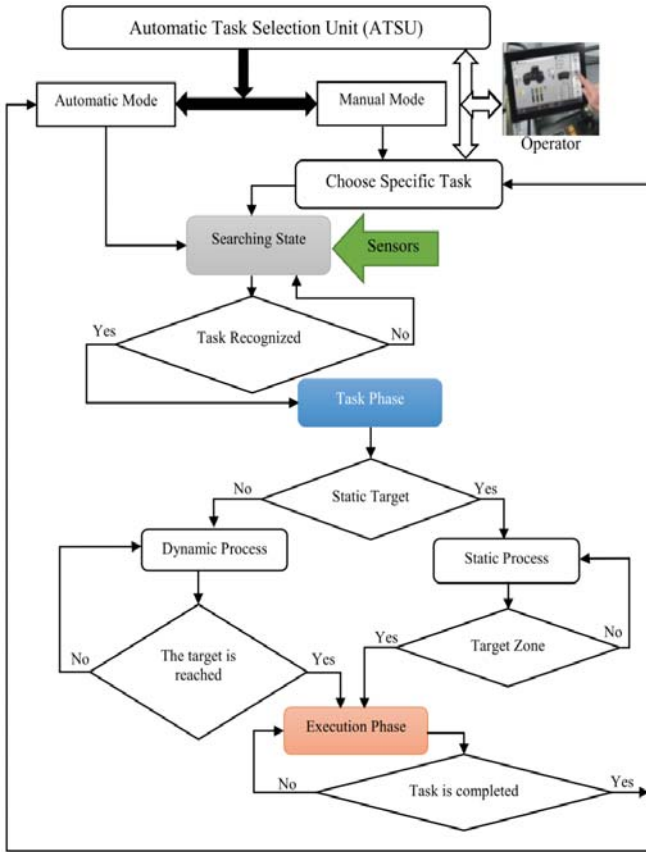 Automatic Task Selection Unit (ATSU)
Automatic Mode
Manual Mode
Operator
Choose Specific Task
Searching State
Sensors
Yes
Task Recognized
No
Task Phase
No
Static Target
Yes
Dynamic Process
Static Process
No
The target is
reached
Yes
Yes
Target Zone
No
Execution Phase
No
Task is completed
Yes